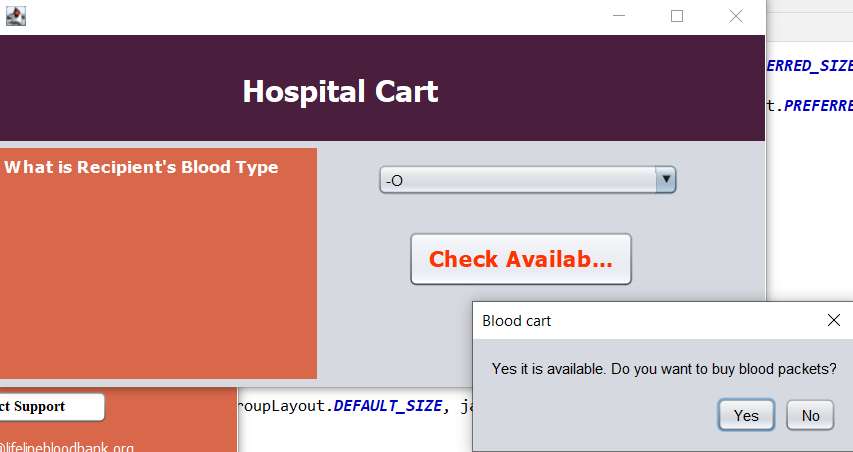 Hospital Cart
ERRED_SIZE
t.PREFERRE
What is Recipient's Blood Type
-O
Check Availab...
Blood cart
Yes it is available. Do you want to buy blood packets?
Yes No
ct Support
roupLayout.DEFAULT_SIZE, ja
@lifelinebloodbank.org